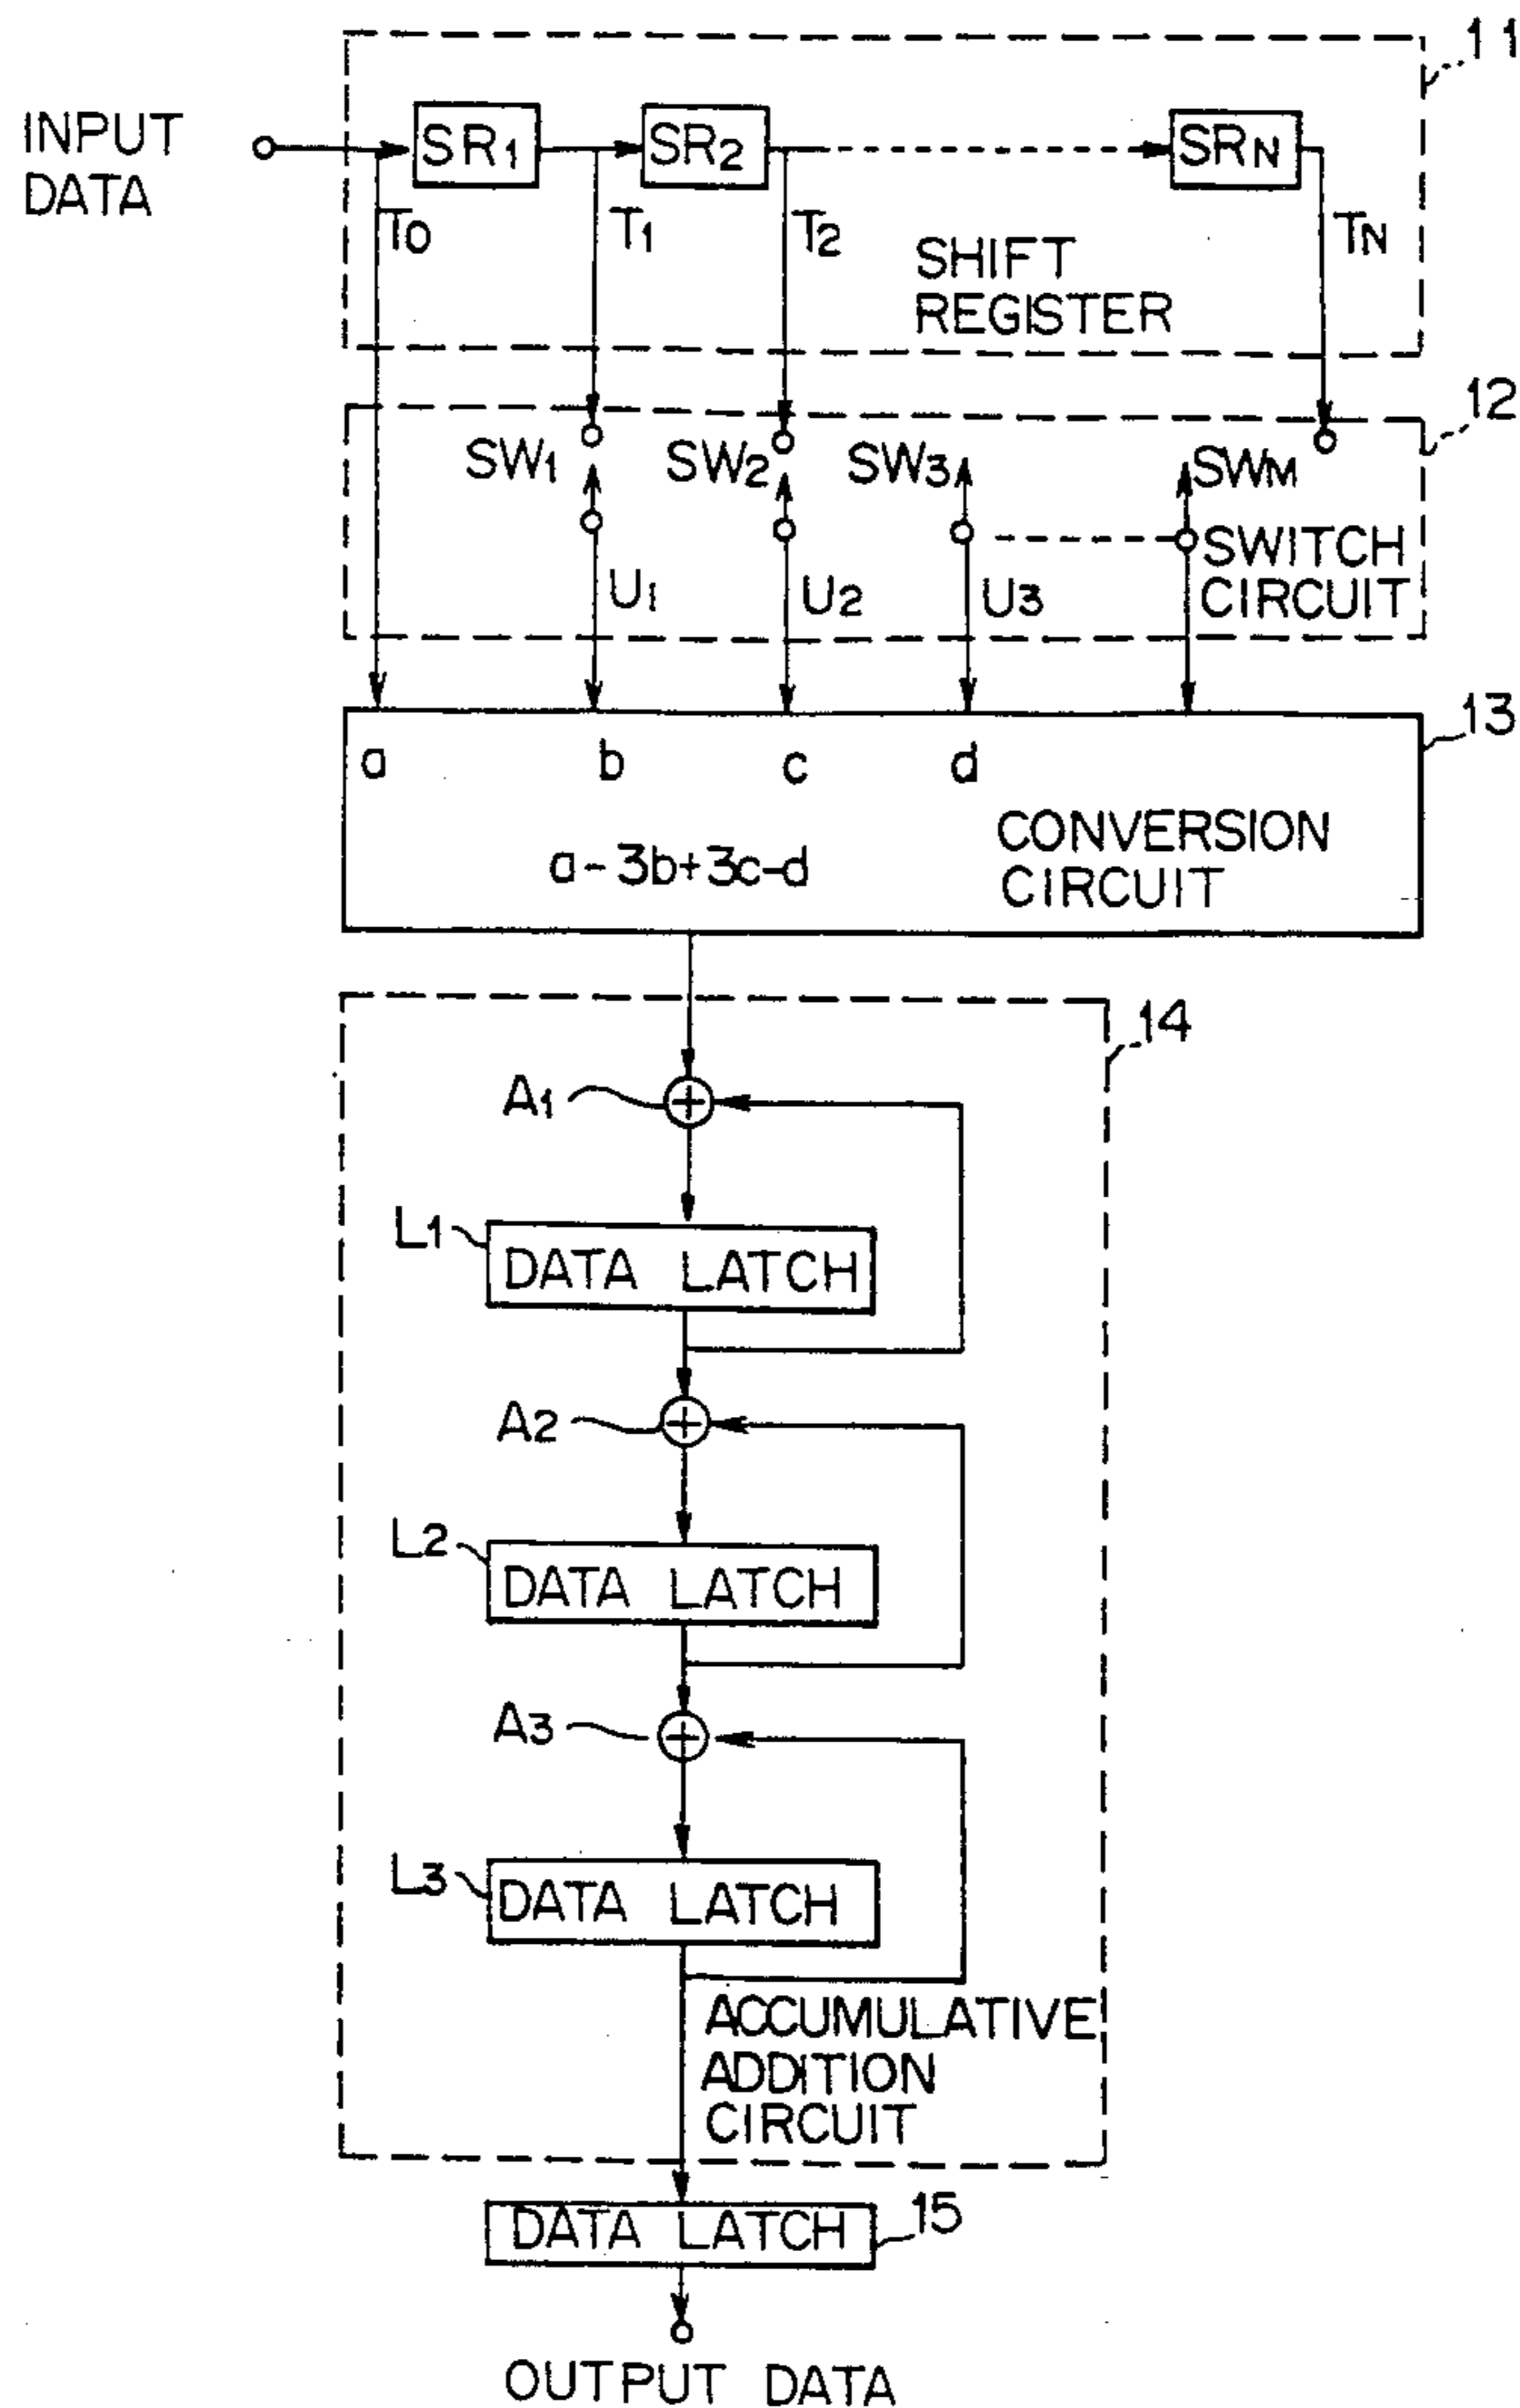 11
INPUT
DATA
SR1
SR2
SRN
T0
T1
T2
TN
SHIFT
REGISTER
12
SW1
SW2
SW3
SWM
SWITCH
CIRCUIT
U1
U2
U3
13
a
b
c
d
a-3b+3c-d
CONVERSION
CIRCUIT
14
A1
L1
DATA LATCH
A2
L2
DATA LATCH
A3
L3
DATA LATCH
ACCUMULATIVE
ADDITION
CIRCUIT
15
DATA LATCH
OUTPUT DATA